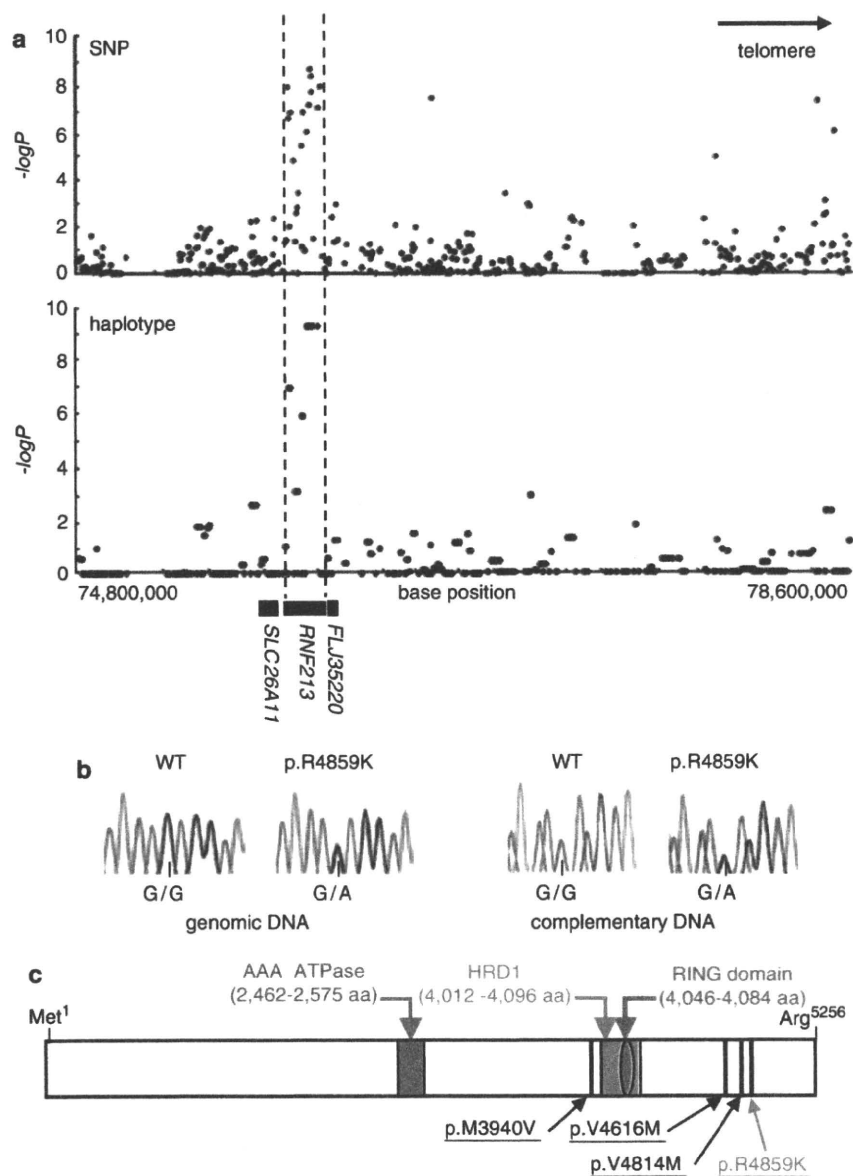 a
SNP
telomere
10
8
6
4
2
0
-logP
haplotype
10
8
6
4
2
0
-logP
74,800,000 base position 78,600,000
SLC26A11
RNF213
FLJ35220
b
WT p.R4859K WT p.R4859K
G/G G/A G/G G/A
genomic DNA complementary DNA
c
AAA ATPase HRD1 RING domain
(2,462-2,575 aa) (4,012 -4,096 aa) (4,046-4,084 aa)
Met1 Arg5256
p.M3940V p.V4616M
p.V4814M p.R4859K